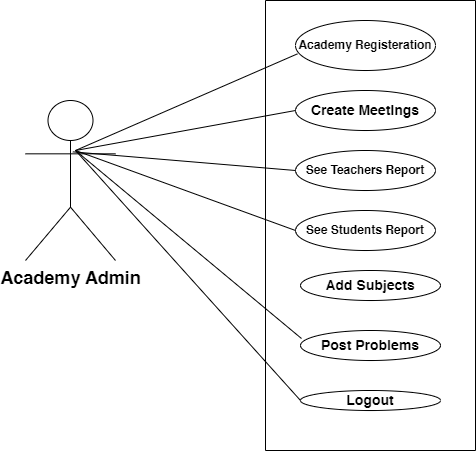 Academy Registeration
Create Meetings
See Teachers Report
See Students Report
Academy Admin
Add Subjects
Post Problems
Logout